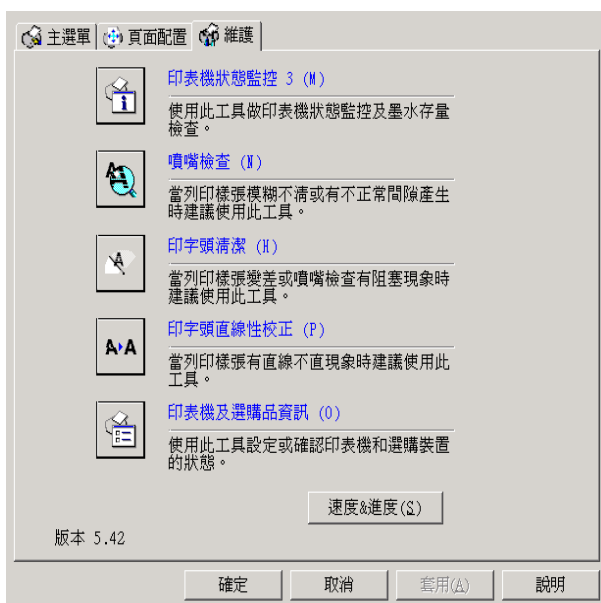 主選單 頁面配置 維護
印表機狀態監控 3 (M)
使用此工具做印表機狀態監控及墨水存量
檢查。
噴嘴檢查 (N)
當列印樣張模糊不清或有不正常間隙產生
時建議使用此工具。
印字頭清潔 (H)
當列印樣張變差或噴嘴檢查有阻塞現象時
建議使用此工具。
印字頭直線性校正 (P)
當列印樣張有直線不直現象時建議使用此
工具。
印表機及選購品資訊 (O)
使用此工具設定或確認印表機和選購裝置
的狀態。
速度&進度(S)
版本 5.42
確定 取消 套用(A) 說明